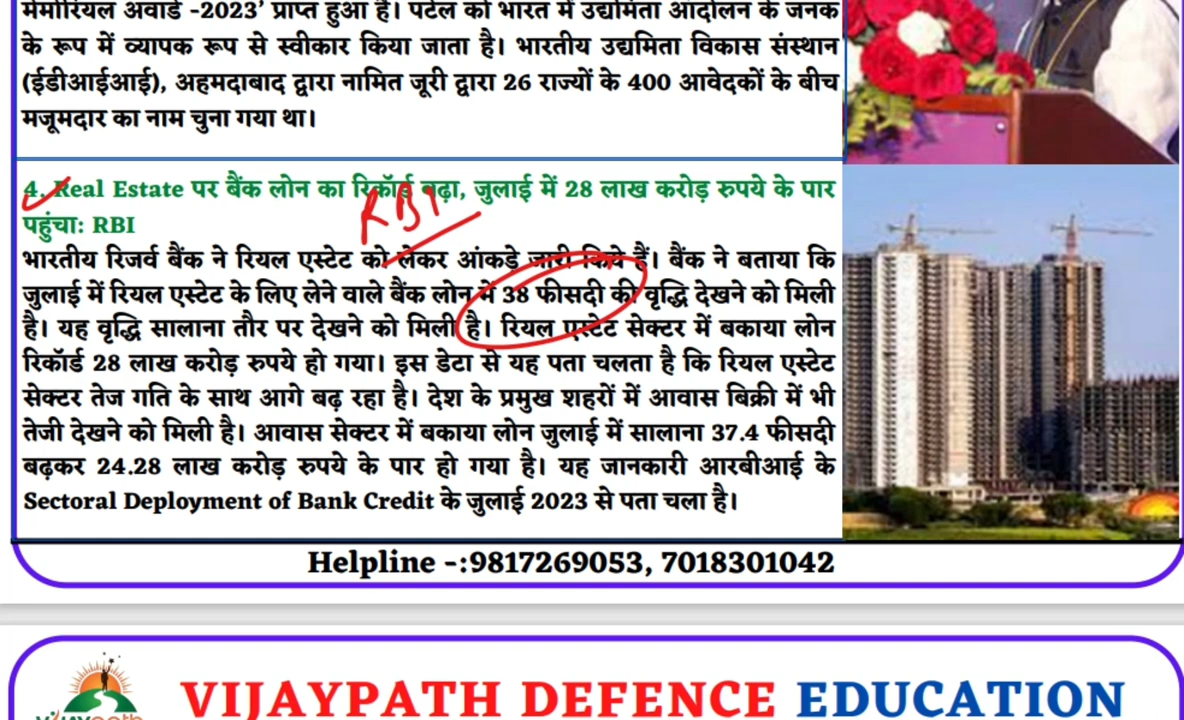 मेमोरियल अवार्ड -2023’ प्राप्त हुआ है। पटेल को भारत में उद्यमिता आंदोलन के जनक
के रूप में व्यापक रूप से स्वीकार किया जाता है। भारतीय उद्यमिता विकास संस्थान
(ईडीआईआई), अहमदाबाद द्वारा नामित जूरी द्वारा 26 राज्यों के 400 आवेदकों के बीच
मजूमदार का नाम चुना गया था।
4. Real Estate पर बैंक लोन का रिकॉर्ड बढ़ा, जुलाई में 28 लाख करोड़ रुपये के पार
पहुंचा: RBI
RBI
भारतीय रिजर्व बैंक ने रियल एस्टेट को लेकर आंकडे जारी किये हैं। बैंक ने बताया कि
जुलाई में रियल एस्टेट के लिए लेने वाले बैंक लोन में 38 फीसदी की वृद्धि देखने को मिली
है। यह वृद्धि सालाना तौर पर देखने को मिली है। रियल एस्टेट सेक्टर में बकाया लोन
रिकॉर्ड 28 लाख करोड़ रुपये हो गया। इस डेटा से यह पता चलता है कि रियल एस्टेट
सेक्टर तेज गति के साथ आगे बढ़ रहा है। देश के प्रमुख शहरों में आवास बिक्री में भी
तेजी देखने को मिली है। आवास सेक्टर में बकाया लोन जुलाई में सालाना 37.4 फीसदी
बढ़कर 24.28 लाख करोड़ रुपये के पार हो गया है। यह जानकारी आरबीआई के
Sectoral Deployment of Bank Credit के जुलाई 2023 से पता चला है।
Helpline -:9817269053, 7018301042
VIJAYPATH DEFENCE EDUCATION